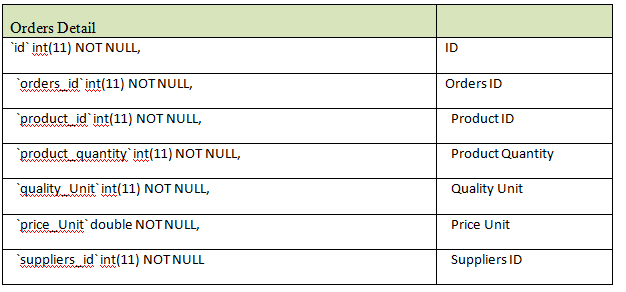 Orders Detail
`id` int(11) NOT NULL, ID
`orders_id` int(11) NOT NULL, Orders ID
`product_id` int(11) NOT NULL, Product ID
`product_quantity` int(11) NOT NULL, Product Quantity
`quality_Unit` int(11) NOT NULL, Quality Unit
`price_Unit` double NOT NULL, Price Unit
`suppliers_id` int(11) NOT NULL Suppliers ID